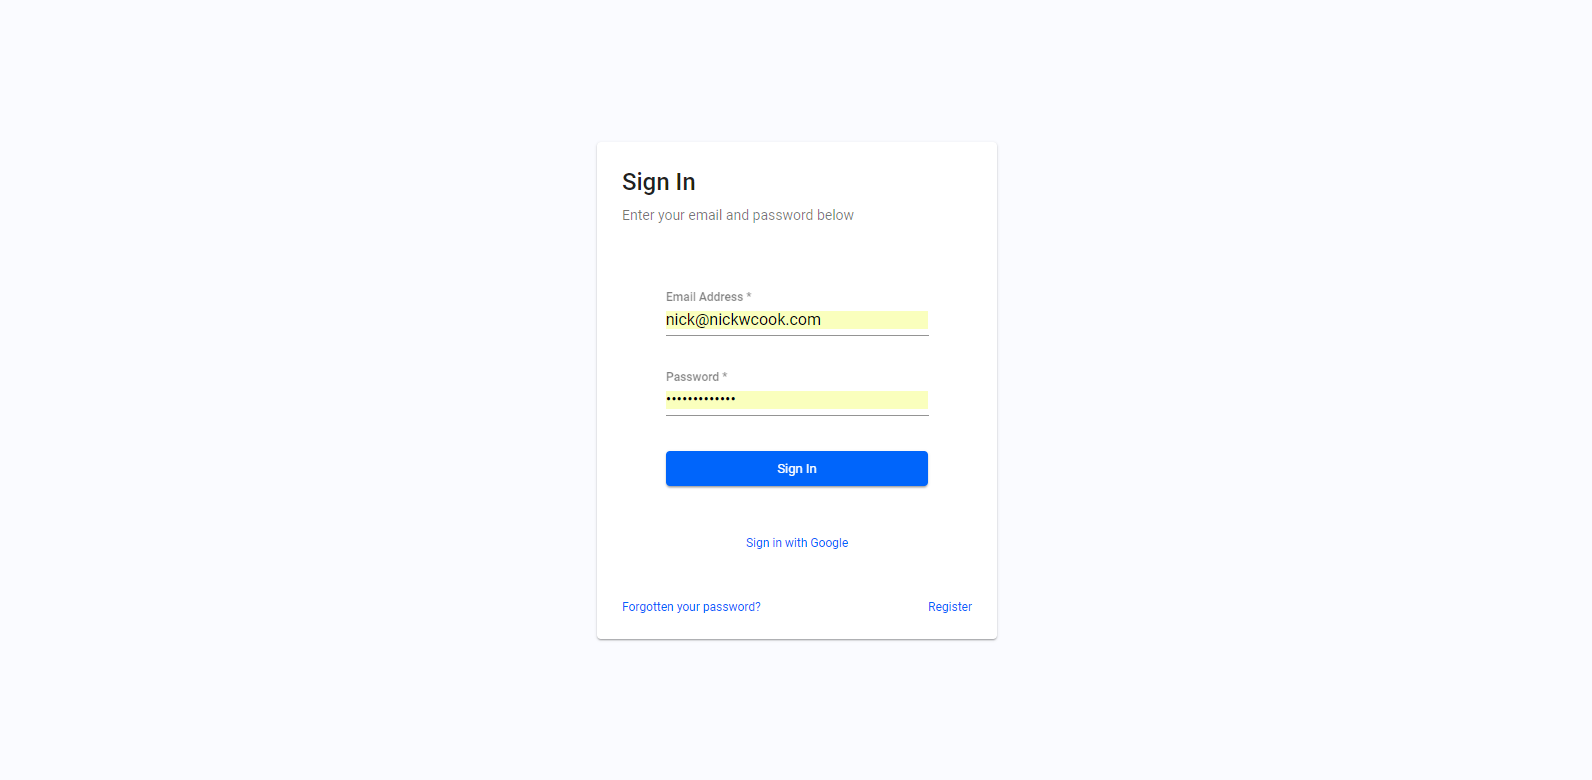 Sign In
Enter your email and password below
Email Address *
nick@nickwcook.com
Password *
•••••••••••••
Sign In
Sign in with Google
Forgotten your password?
Register